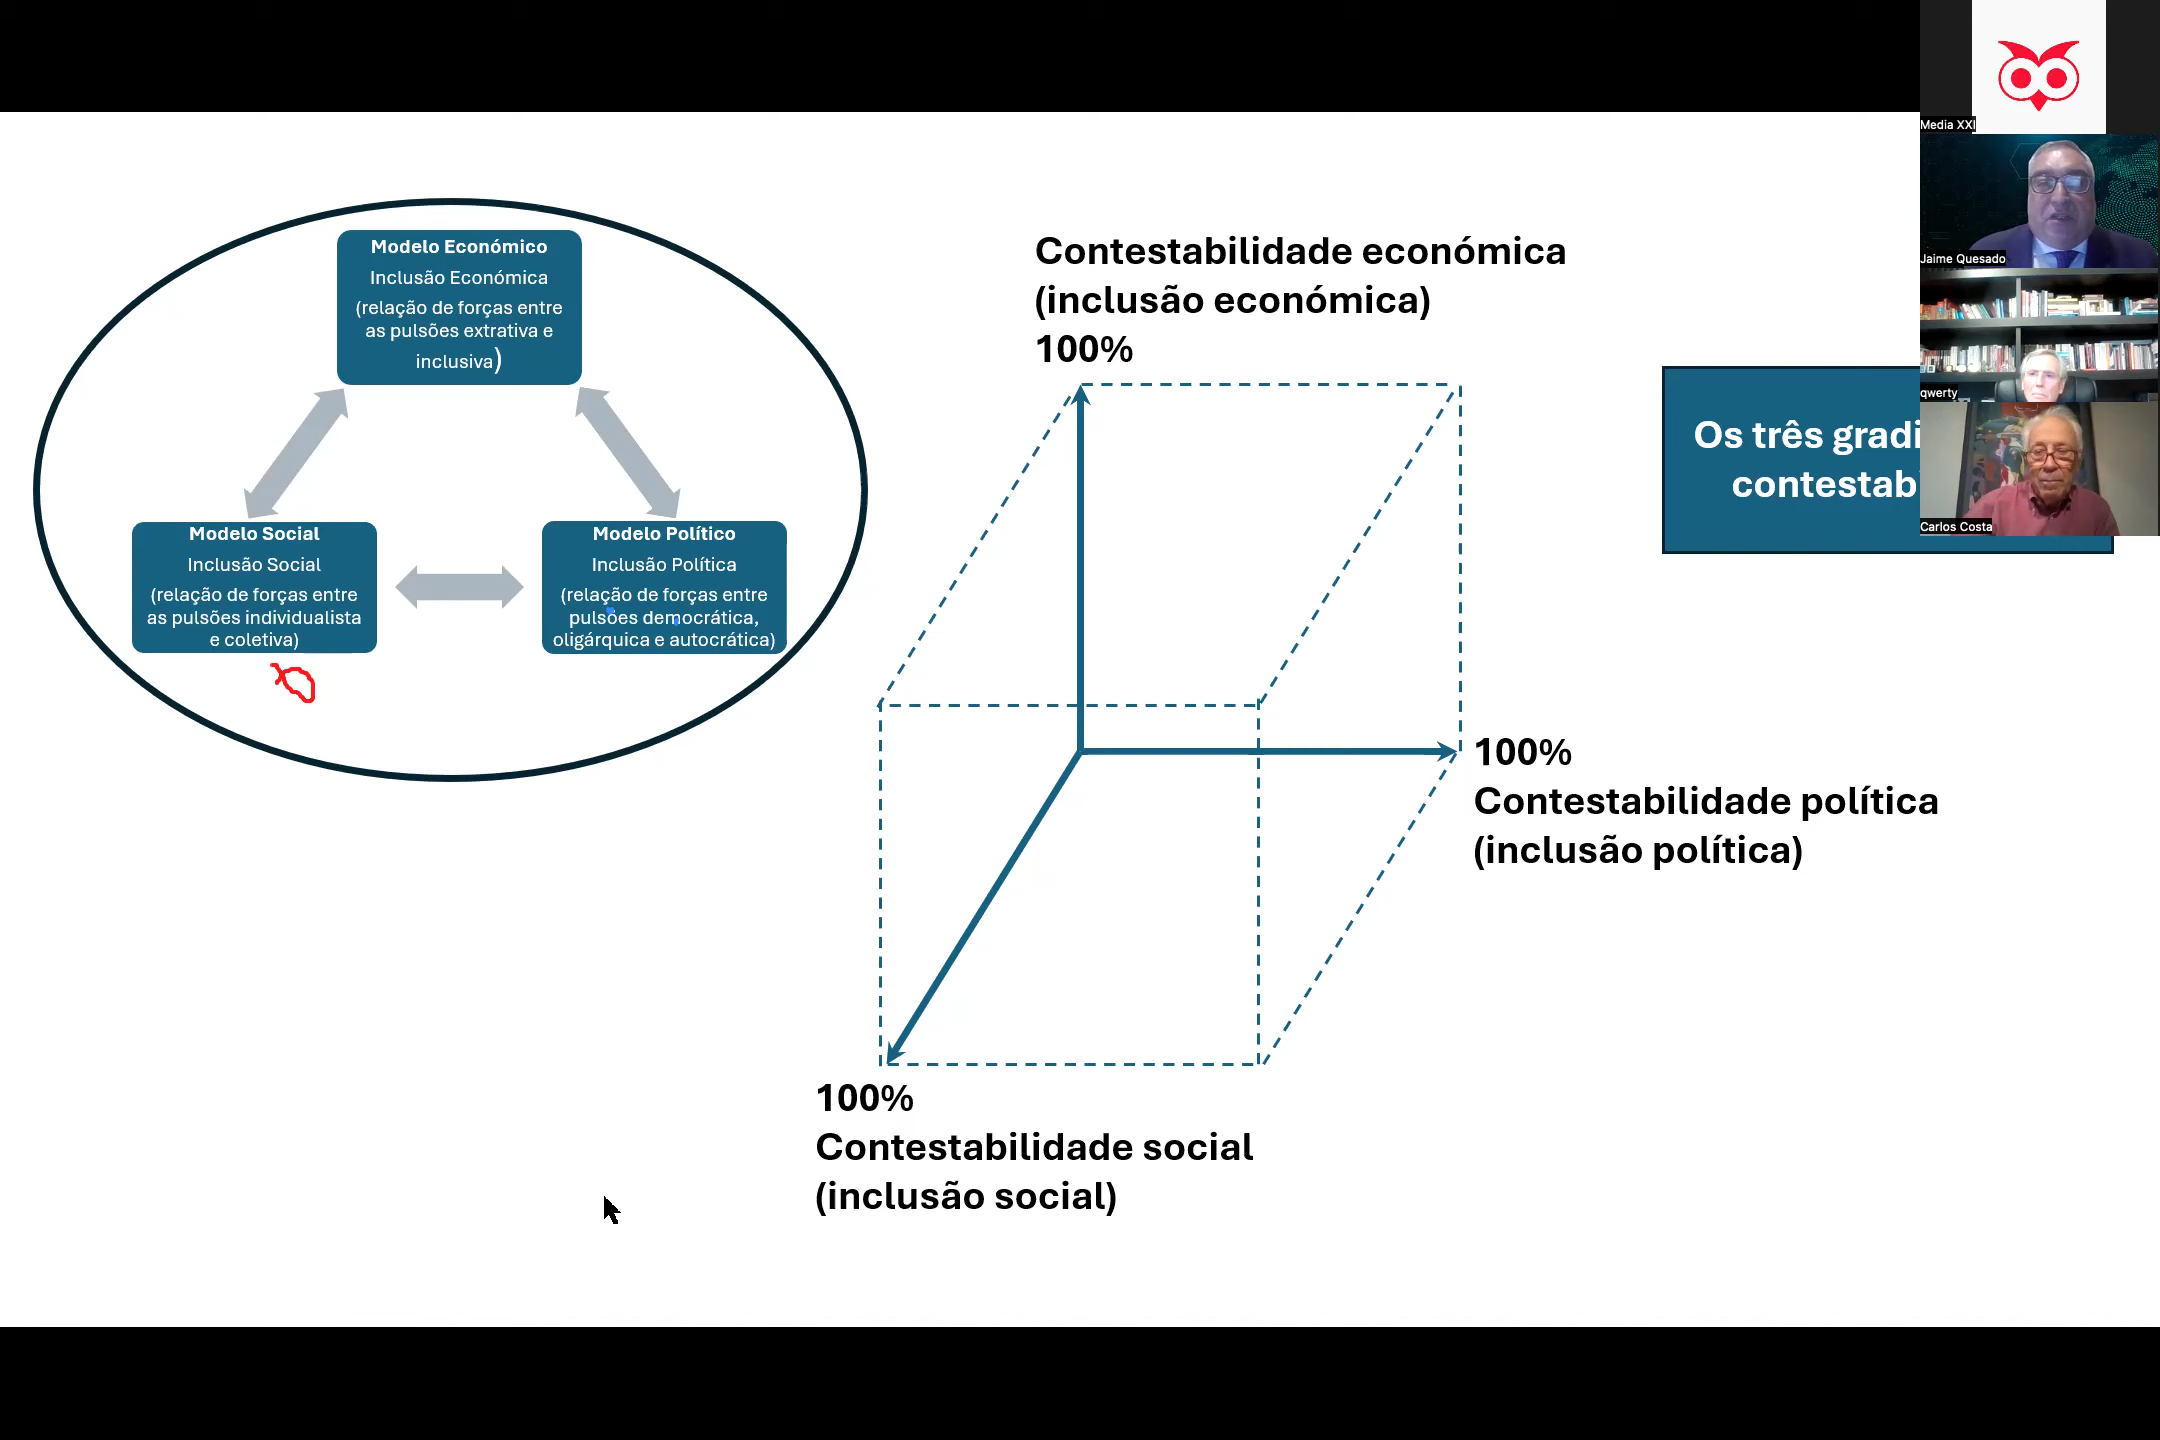 Modelo Económico
Inclusão Económica
(relação de forças entre
as pulsões extrativa e
inclusiva)
Modelo Social
Inclusão Social
(relação de forças entre
as pulsões individualista
e coletiva)
Modelo Político
Inclusão Política
(relação de forças entre
pulsões democrática,
oligárquica e autocrática)
Contestabilidade económica
(inclusão económica)
100%
100%
Contestabilidade política
(inclusão política)
100%
Contestabilidade social
(inclusão social)
Os três
Media XXI
Jaime Quesado
qwerty
Carlos Costa